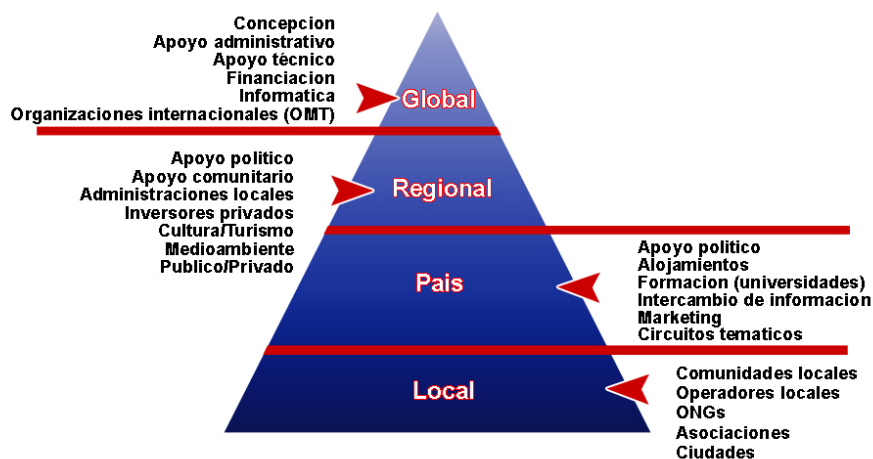 Concepcion
Apoyo administrativo
Apoyo técnico
Financiacion
Informatica
Organizaciones internacionales (OMT)
Global
Apoyo politico
Apoyo comunitario
Administraciones locales
Inversores privados
Cultura/Turismo
Medioambiente
Publico/Privado
Regional
Pais
Apoyo politico
Alojamientos
Formacion (universidades)
Intercambio de informacion
Marketing
Circuitos tematicos
Local
Comunidades locales
Operadores locales
ONGs
Asociaciones
Ciudades